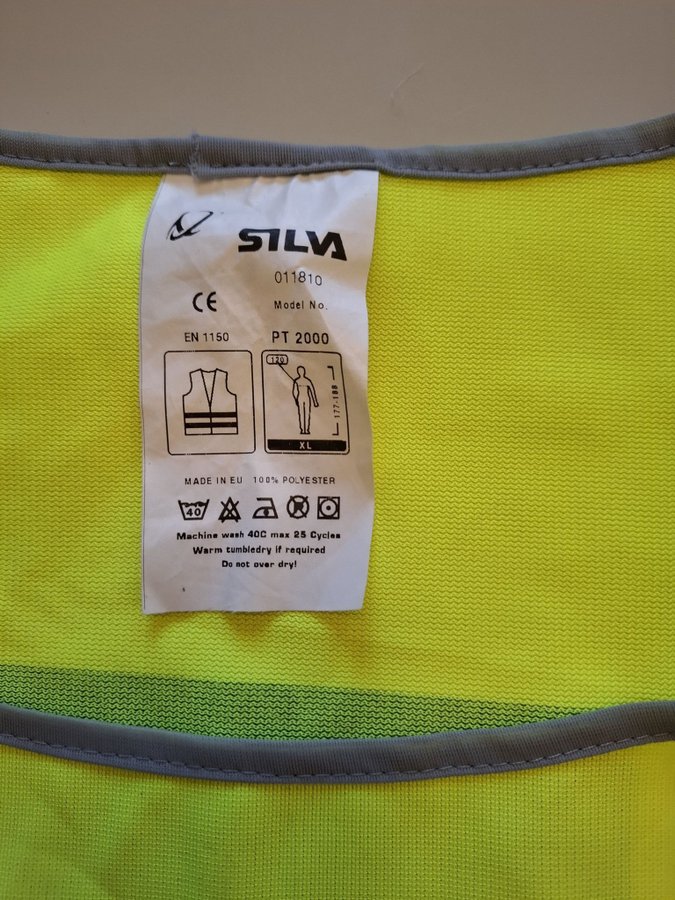 SILVA
011810
CE
Model No.
EN 1150
PT 2000
120
177-188
XL
MADE IN EU 100% POLYESTER
40
Machine wash 40C max 25 Cycles
Warm tumbledry if required
Do not over dry!